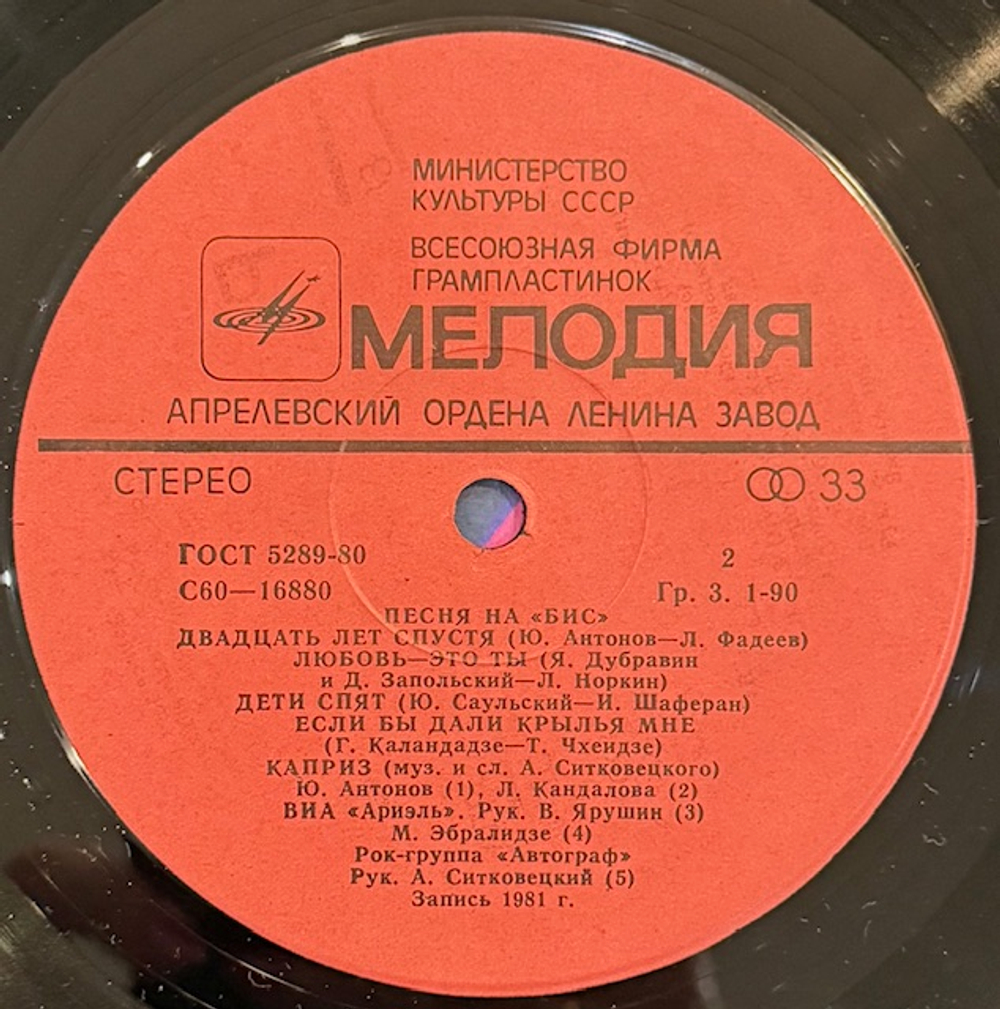 МИНИСТЕРСТВО
КУЛЬТУРЫ СССР
ВСЕСОЮЗНАЯ ФИРМА
ГРАМПЛАСТИНОК
МЕЛОДИЯ
АПРЕЛЕВСКИЙ ОРДЕНА ЛЕНИНА ЗАВОД
СТЕРЕО 33
ГОСТ 5289-80 2
С60—16880 Гр. 3. 1-90
ПЕСНЯ НА «БИС»
ДВАДЦАТЬ ЛЕТ СПУСТЯ (Ю. Антонов—Л. Фадеев)
ЛЮБОВЬ—ЭТО ТЫ (Я. Дубравин
и Д. Запольский—Л. Норкин)
ДЕТИ СПЯТ (Ю. Саульский—И. Шаферан)
ЕСЛИ БЫ ДАЛИ КРЫЛЬЯ МНЕ
(Г. Каландадзе—Т. Чхеидзе)
КАПРИЗ (муз. и сл. А. Ситковецкого)
Ю. Антонов (1), Л. Кандалова (2)
ВИА «Ариэль». Рук. В. Ярушин (3)
М. Эбралидзе (4)
Рок-группа «Автограф»
Рук. А. Ситковецкий (5)
Запись 1981 г.